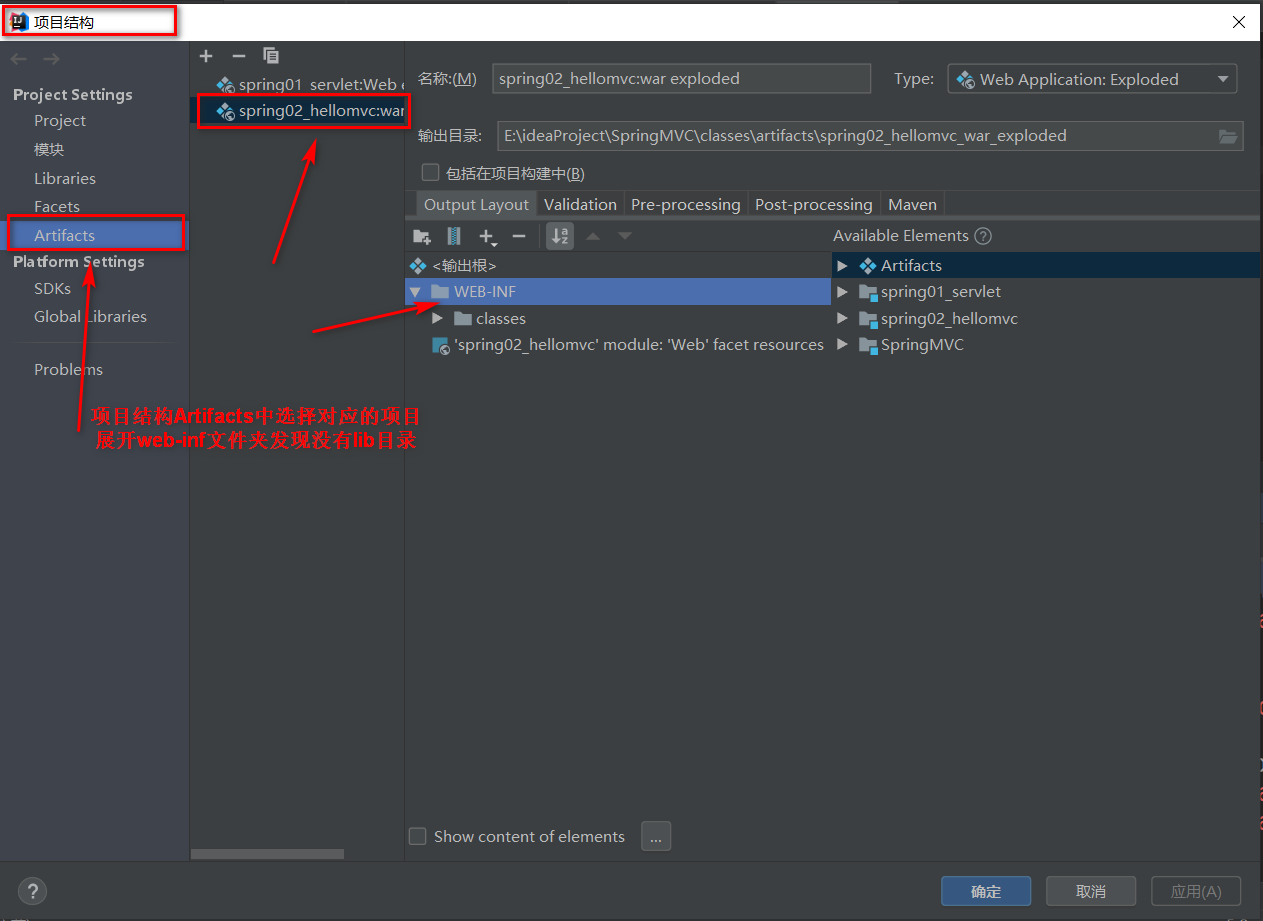 项目结构
Project Settings
Project
模块
Libraries
Facets
Artifacts
Platform Settings
SDKs
Global Libraries
Problems
spring01_servlet:Web e
spring02_hellomvc:war
名称:(M)
spring02_hellomvc:war exploded
Type:
Web Application: Exploded
输出目录:
E:\ideaProject\SpringMVC\classes\artifacts\spring02_hellomvc_war_exploded
包括在项目构建中(B)
Output Layout
Validation
Pre-processing
Post-processing
Maven
Available Elements
<输出根>
WEB-INF
classes
'spring02_hellomvc' module: 'Web' facet resources
Artifacts
spring01_servlet
spring02_hellomvc
SpringMVC
项目结构Artifacts中选择对应的项目
展开web-inf文件夹发现没有lib目录
Show content of elements
...
?
确定
取消
应用(A)